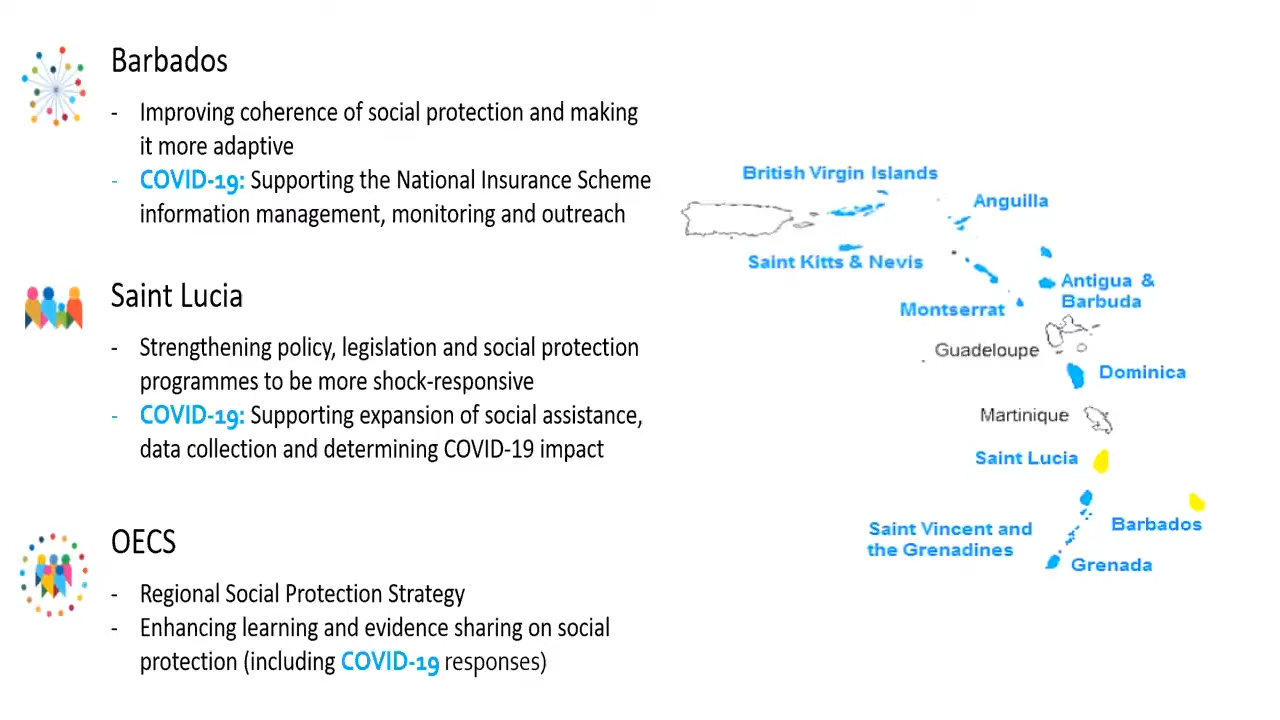 Barbados
- Improving coherence of social protection and making
it more adaptive
- COVID-19: Supporting the National Insurance Scheme
information management, monitoring and outreach
Saint Lucia
- Strengthening policy, legislation and social protection
programmes to be more shock-responsive
- COVID-19: Supporting expansion of social assistance,
data collection and determining COVID-19 impact
OECS
- Regional Social Protection Strategy
- Enhancing learning and evidence sharing on social
protection (including COVID-19 responses)
British Virgin Islands
Anguilla
Saint Kitts & Nevis
Antigua &
Barbuda
Montserrat
Guadeloupe
Dominica
Martinique
Saint Lucia
Barbados
Saint Vincent and
the Grenadines
Grenada